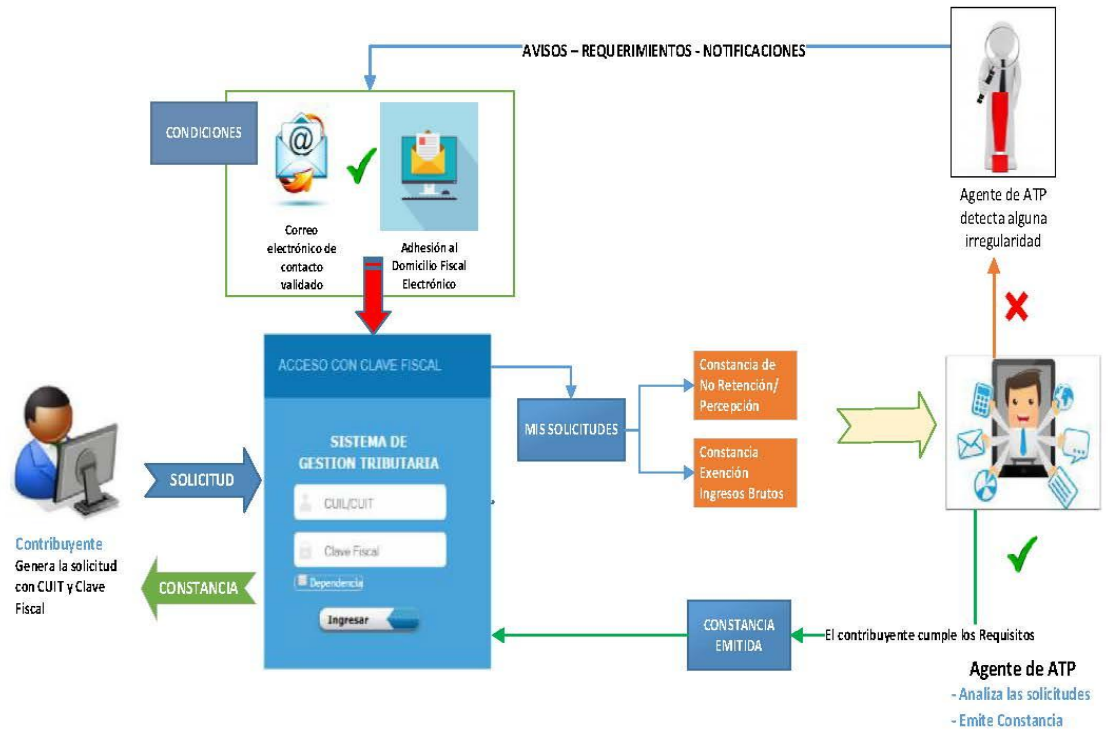 AVISOS – REQUERIMIENTOS - NOTIFICACIONES
CONDICIONES
Correo
electrónico de
contacto
validado
Adhesión al
Domicilio Fiscal
Electrónico
Agente de ATP
detecta alguna
irregularidad
ACCESO CON CLAVE FISCAL
SISTEMA DE
GESTION TRIBUTARIA
CUIL/CUIT
Clave Fiscal
Dependencia
Ingresar
SOLICITUD
CONSTANCIA
Contribuyente
Genera la solicitud
con CUIT y Clave
Fiscal
MIS SOLICITUDES
Constancia de
No Retención/
Percepción
Constancia
Exención
Ingresos Brutos
CONSTANCIA
EMITIDA
El contribuyente cumple los Requisitos
Agente de ATP
- Analiza las solicitudes
- Emite Constancia